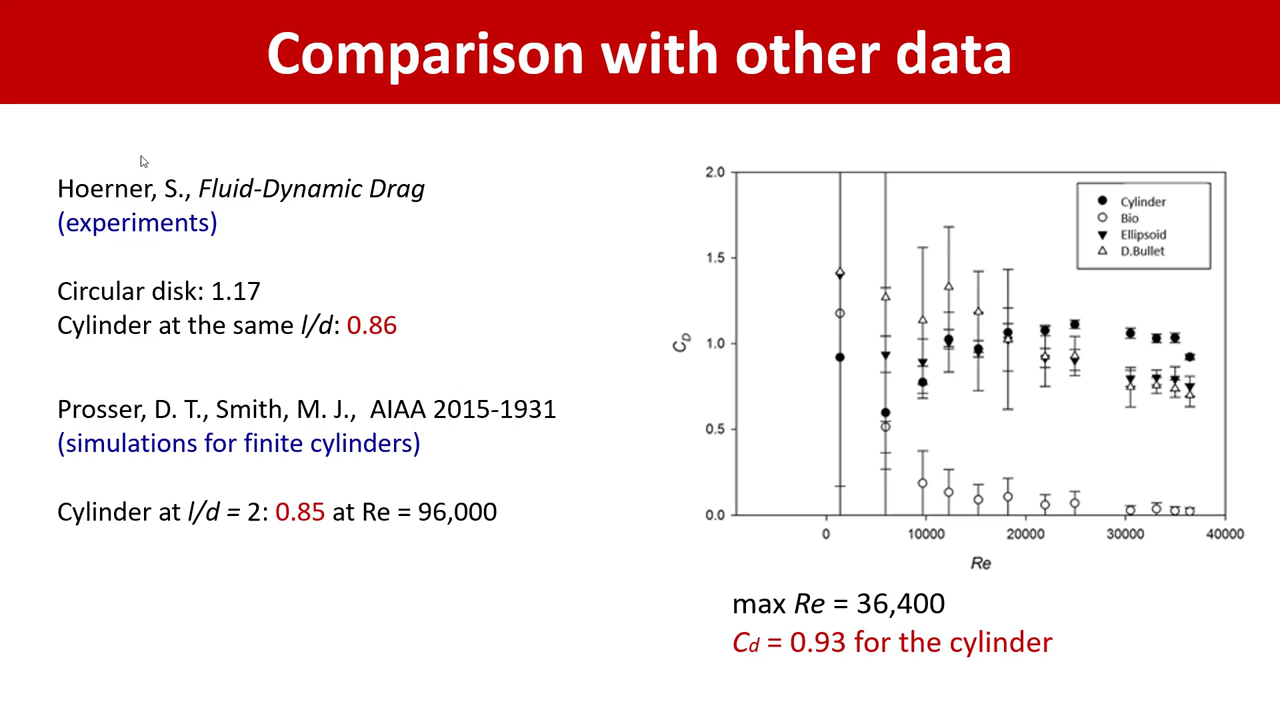 Comparison with other data
Hoerner, S., Fluid-Dynamic Drag
(experiments)
Circular disk: 1.17
Cylinder at the same l/d: 0.86
Prosser, D. T., Smith, M. J., AIAA 2015-1931
(simulations for finite cylinders)
Cylinder at l/d = 2: 0.85 at Re = 96,000
2.0
1.5
1.0
0.5
0.0
C_D
Cylinder
Bio
Ellipsoid
D.Bullet
0 10000 20000 30000 40000
Re
max Re = 36,400
Cd = 0.93 for the cylinder